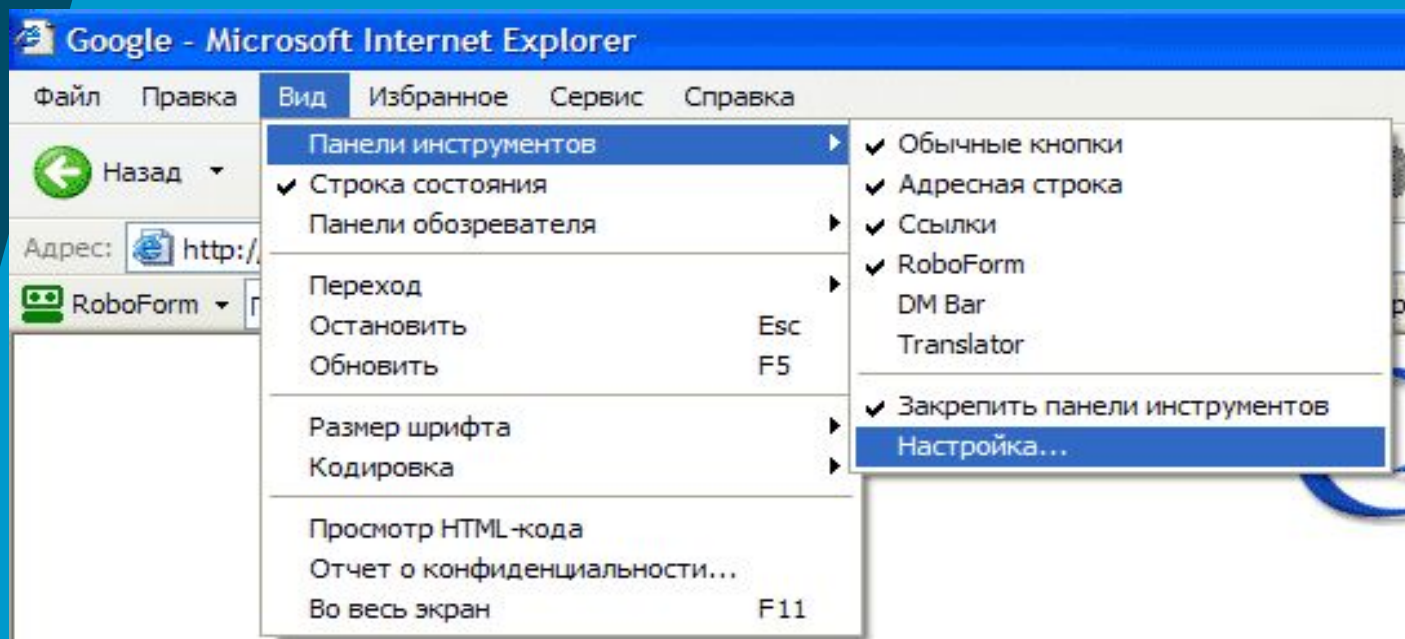 Google - Microsoft Internet Explorer
Файл Правка Вид Избранное Сервис Справка
Назад
Адрес: http://
RoboForm
Панели инструментов
Строка состояния
Панели обозревателя
Переход
Остановить Esc
Обновить F5
Размер шрифта
Кодировка
Просмотр HTML-кода
Отчет о конфиденциальности...
Во весь экран F11
Обычные кнопки
Адресная строка
Ссылки
RoboForm
DM Bar
Translator
Закрепить панели инструментов
Настройка...